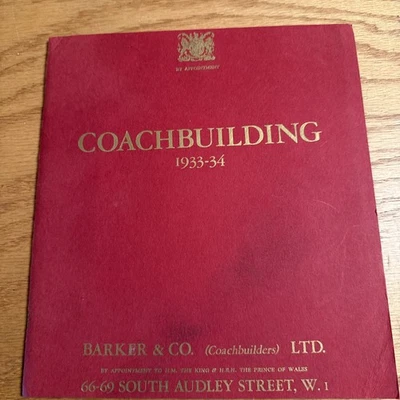 BY APPOINTMENT
COACHBUILDING
1933-34
BARKER & CO. (Coachbuilders) LTD.
BY APPOINTMENT TO H.M. THE KING & H.R.H. THE PRINCE OF WALES
66-69 SOUTH AUDLEY STREET, W. 1